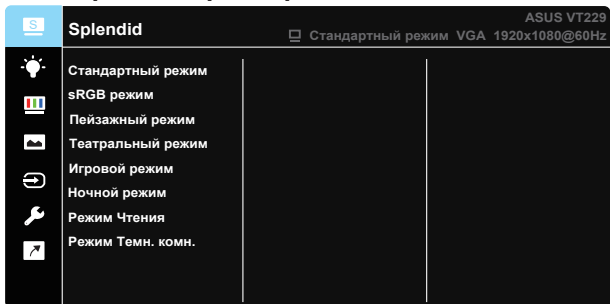 ASUS VT229
S Splendid
Стандартный режим VGA 1920x1080@60Hz
Стандартный режим
sRGB режим
Пейзажный режим
Театральный режим
Игровой режим
Ночной режим
Режим Чтения
Режим Темн. комн.